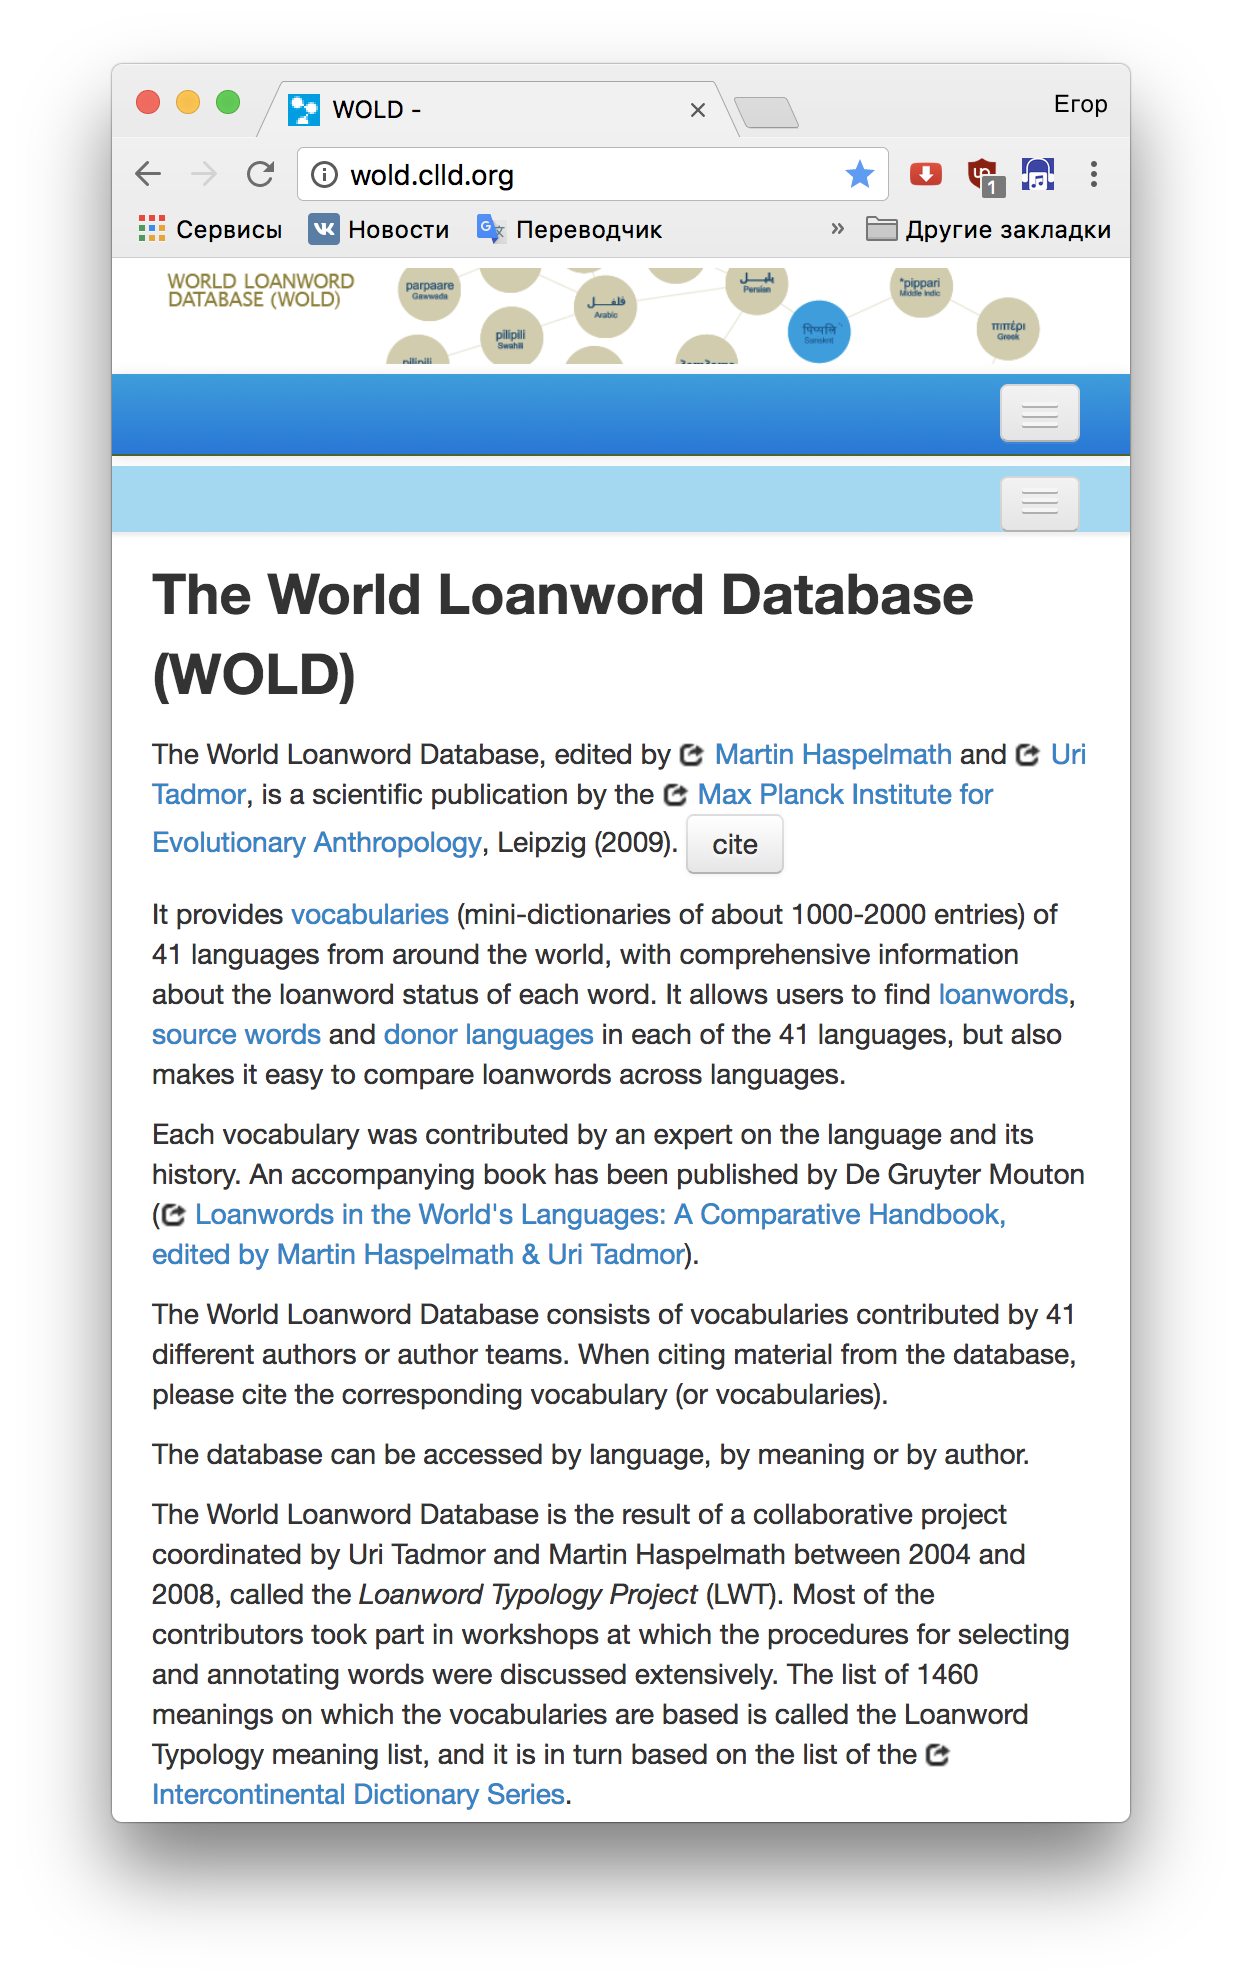 WOLD -
Егор
wold.clld.org
1
Сервисы
Новости
Переводчик
»
Другие закладки
WORLD LOANWORD
DATABASE (WOLD)
parpaare
Gawwada
pilipili
Swahili
pilipili
فلفل
Arabic
پلپل
Persian
पिप्पलि
Sanskrit
*pippari
Middle Indic
πιπέρι
Greek
The World Loanword Database
(WOLD)
The World Loanword Database, edited by Martin Haspelmath and Uri
Tadmor, is a scientific publication by the Max Planck Institute for
Evolutionary Anthropology, Leipzig (2009). cite
It provides vocabularies (mini-dictionaries of about 1000-2000 entries) of
41 languages from around the world, with comprehensive information
about the loanword status of each word. It allows users to find loanwords,
source words and donor languages in each of the 41 languages, but also
makes it easy to compare loanwords across languages.
Each vocabulary was contributed by an expert on the language and its
history. An accompanying book has been published by De Gruyter Mouton
( Loanwords in the World's Languages: A Comparative Handbook,
edited by Martin Haspelmath & Uri Tadmor).
The World Loanword Database consists of vocabularies contributed by 41
different authors or author teams. When citing material from the database,
please cite the corresponding vocabulary (or vocabularies).
The database can be accessed by language, by meaning or by author.
The World Loanword Database is the result of a collaborative project
coordinated by Uri Tadmor and Martin Haspelmath between 2004 and
2008, called the Loanword Typology Project (LWT). Most of the
contributors took part in workshops at which the procedures for selecting
and annotating words were discussed extensively. The list of 1460
meanings on which the vocabularies are based is called the Loanword
Typology meaning list, and it is in turn based on the list of the
Intercontinental Dictionary Series.